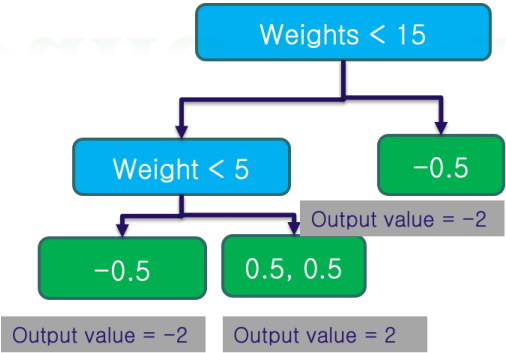 Weights < 15
Weight < 5
-0.5
Output value = -2
-0.5
0.5, 0.5
Output value = -2
Output value = 2